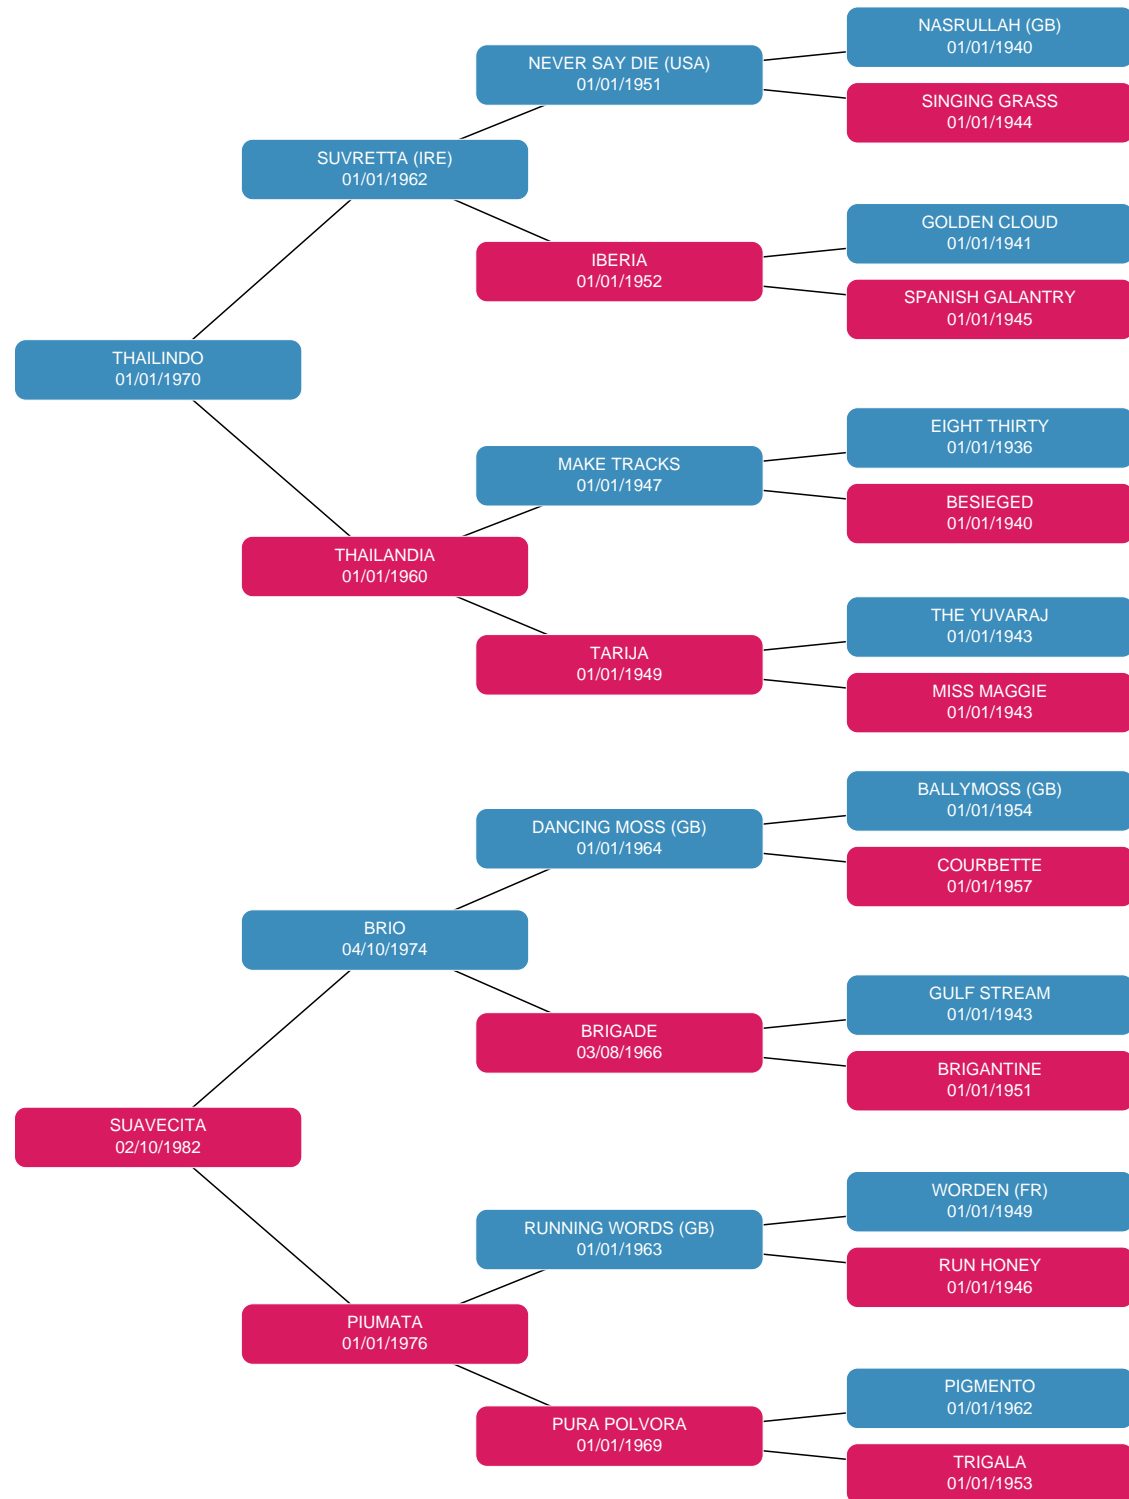 NASRULLAH (GB)
01/01/1940
NEVER SAY DIE (USA)
01/01/1951
SINGING GRASS
01/01/1944
SUVRETTA (IRE)
01/01/1962
GOLDEN CLOUD
01/01/1941
IBERIA
01/01/1952
SPANISH GALANTRY
01/01/1945
THAILINDO
01/01/1970
EIGHT THIRTY
01/01/1936
MAKE TRACKS
01/01/1947
BESIEGED
01/01/1940
THAILANDIA
01/01/1960
THE YUVARAJ
01/01/1943
TARIJA
01/01/1949
MISS MAGGIE
01/01/1943
BALLYMOSS (GB)
01/01/1954
DANCING MOSS (GB)
01/01/1964
COURBETTE
01/01/1957
BRIO
04/10/1974
GULF STREAM
01/01/1943
BRIGADE
03/08/1966
BRIGANTINE
01/01/1951
SUAVECITA
02/10/1982
WORDEN (FR)
01/01/1949
RUNNING WORDS (GB)
01/01/1963
RUN HONEY
01/01/1946
PIUMATA
01/01/1976
PIGMENTO
01/01/1962
PURA POLVORA
01/01/1969
TRIGALA
01/01/1953